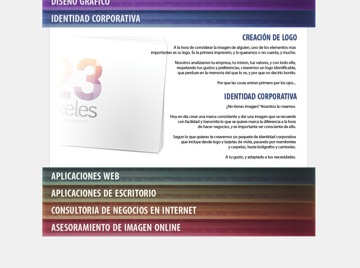 DISEÑO GRÁFICO
IDENTIDAD CORPORATIVA
CREACIÓN DE LOGO
A la hora de considerar la imagen de alguien, uno de los elementos mas
importantes es su logo. Es la primera impresión, y lo queramos o no cuenta, y mucho.
Nosotros analizamos tu empresa, tu mision, tus valores, y con todo ello,
respetando tus gustos y preferencias, crearemos un logo identificable,
que perdure en la memoria del que lo ve, y por que no decirlo bonito.
Por que las cosas entran primero por los ojos...
IDENTIDAD CORPORATIVA
¿No tienes imagen? Nosotros la creamos.
Hoy en día crear una marca consistente y dar una imagen que se recuerde
con facilidad y transmita lo que se quiere marca la diferencia a la hora
de hacer negocios, y es importante ser consciente de ello.
Según lo que quieras te crearemos un paquete de identidad corporativa
que incluye desde logo y tarjetas de visita, pasando por membretes
y carpetas, hasta bolígrafos y camisetas.
A tu gusto, y adaptado a tus necesidades.
23
xeles
APLICACIONES WEB
APLICACIONES DE ESCRITORIO
CONSULTORIA DE NEGOCIOS EN INTERNET
ASESORAMIENTO DE IMAGEN ONLINE